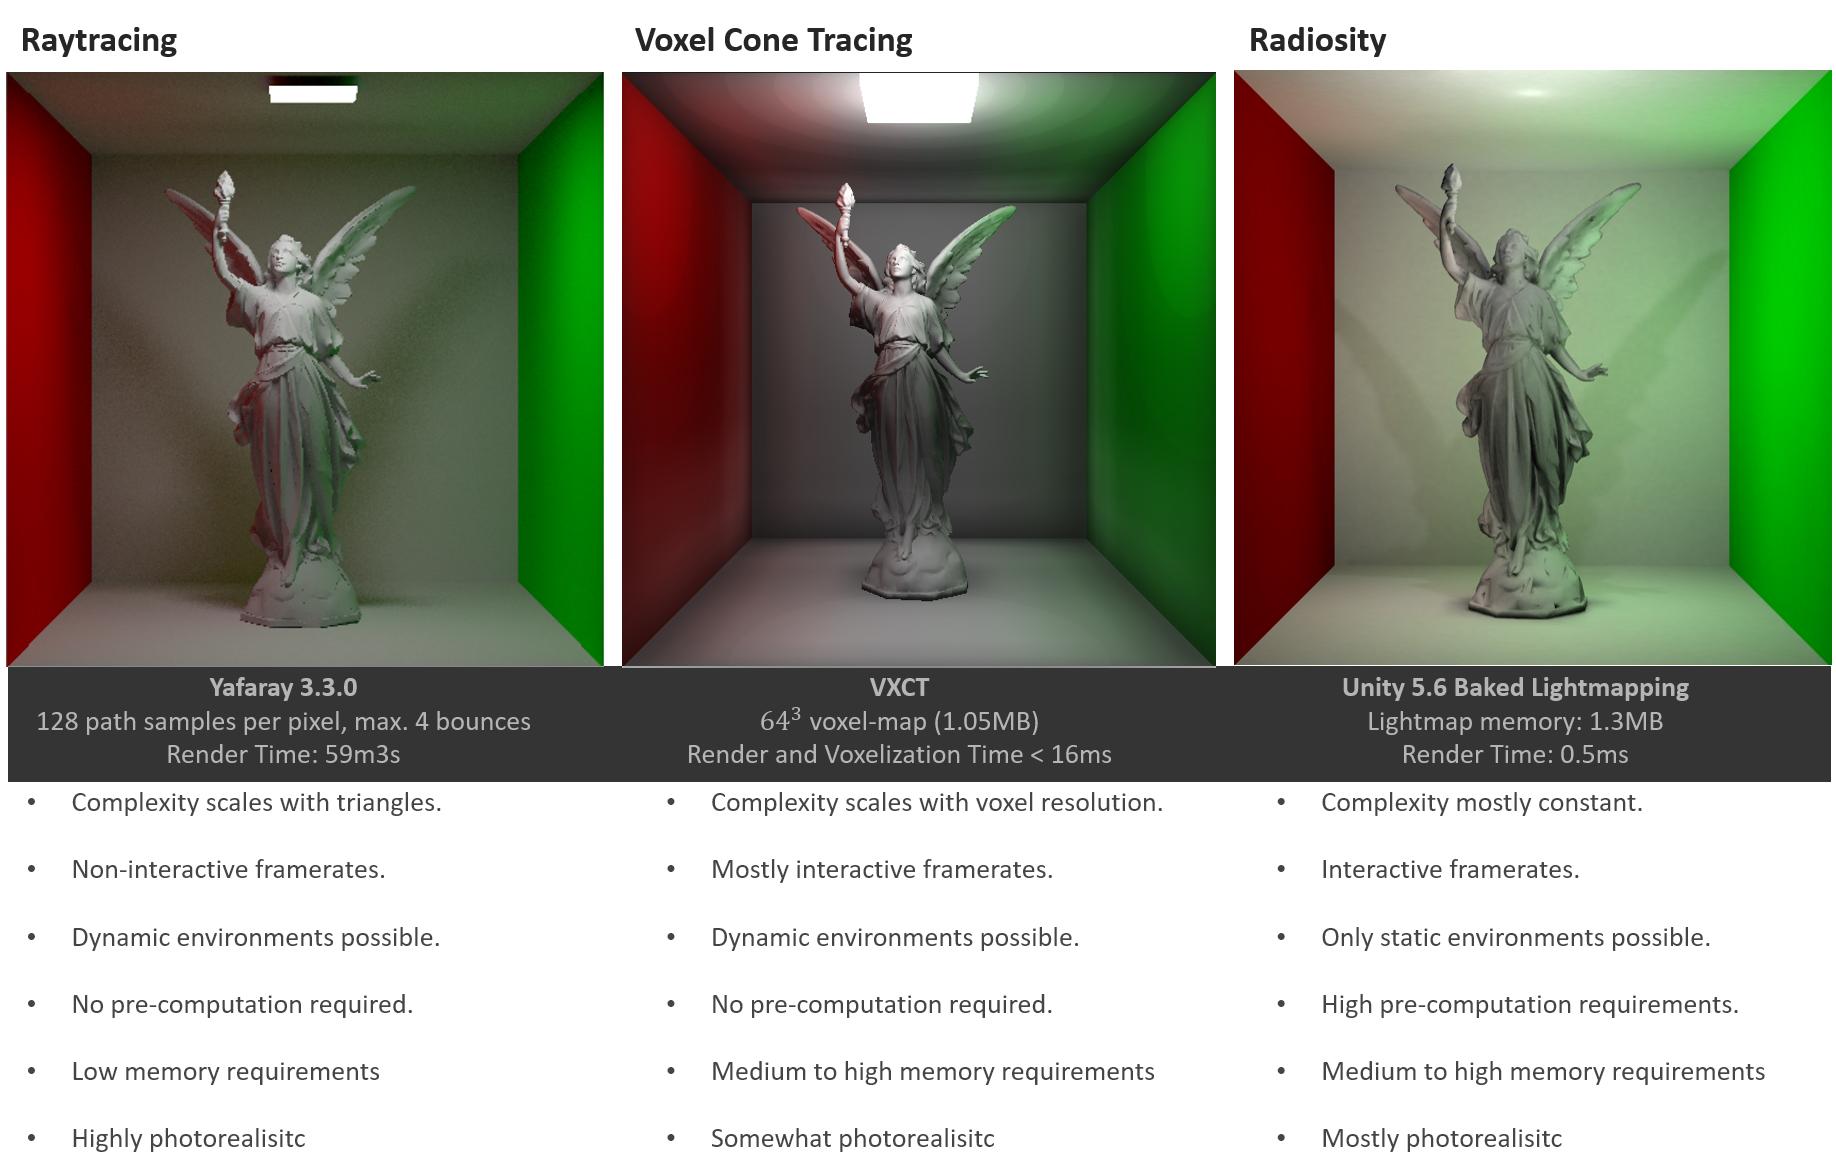 Raytracing
Voxel Cone Tracing
Radiosity
Yafaray 3.3.0
128 path samples per pixel, max. 4 bounces
Render Time: 59m3s
VXCT
64³ voxel-map (1.05MB)
Render and Voxelization Time < 16ms
Unity 5.6 Baked Lightmapping
Lightmap memory: 1.3MB
Render Time: 0.5ms
• Complexity scales with triangles.
• Non-interactive framerates.
• Dynamic environments possible.
• No pre-computation required.
• Low memory requirements
• Highly photorealisitc
• Complexity scales with voxel resolution.
• Mostly interactive framerates.
• Dynamic environments possible.
• No pre-computation required.
• Medium to high memory requirements
• Somewhat photorealisitc
• Complexity mostly constant.
• Interactive framerates.
• Only static environments possible.
• High pre-computation requirements.
• Medium to high memory requirements
• Mostly photorealisitc